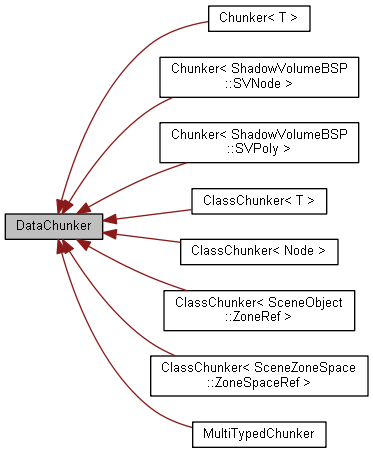 Chunker< T >
Chunker< ShadowVolumeBSP
::SVNode >
Chunker< ShadowVolumeBSP
::SVPoly >
ClassChunker< T >
DataChunker
ClassChunker< Node >
ClassChunker< SceneObject
::ZoneRef >
ClassChunker< SceneZoneSpace
::ZoneSpaceRef >
MultiTypedChunker